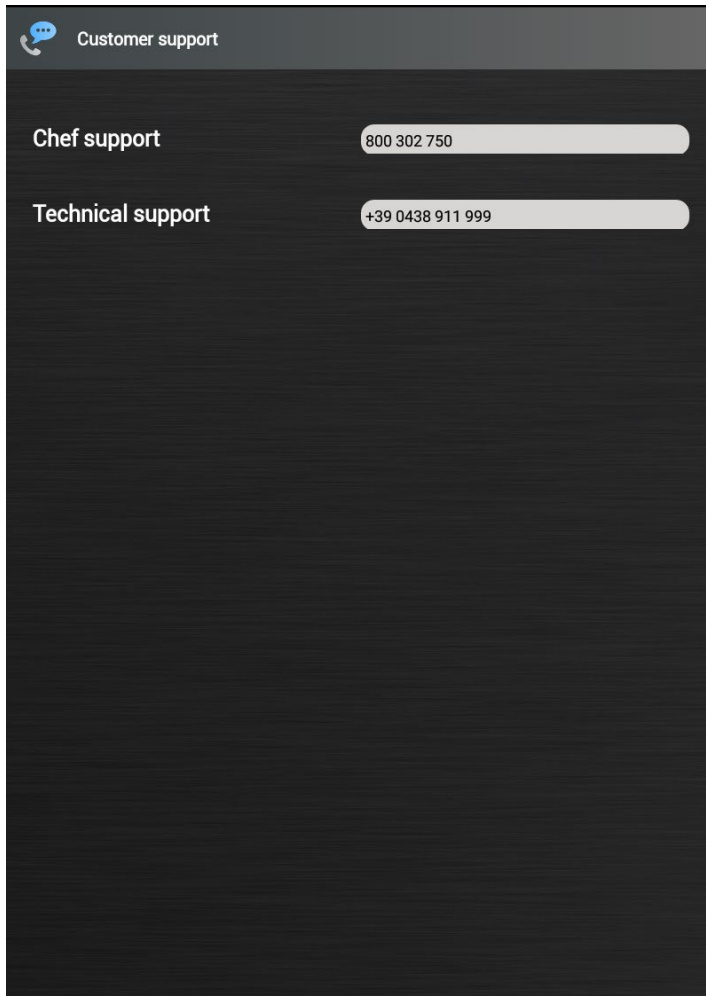 Customer support
Chef support 800 302 750
Technical support +39 0438 911 999